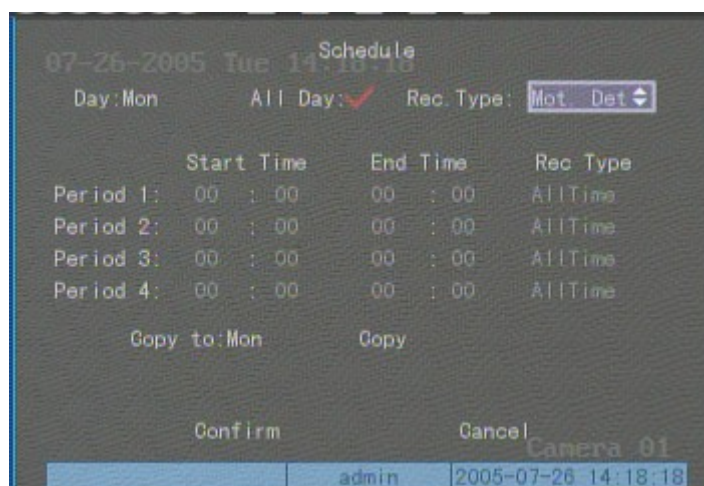 Schedule
07-26-2005 Tue 14:18:18
Day:Mon All Day: Rec.Type: Mot. Det
Start Time End Time Rec Type
Period 1: 00 : 00 00 : 00 AllTime
Period 2: 00 : 00 00 : 00 AllTime
Period 3: 00 : 00 00 : 00 AllTime
Period 4: 00 : 00 00 : 00 AllTime
Copy to:Mon Copy
Confirm Cancel
Camera 01
admin 2005-07-26 14:18:18